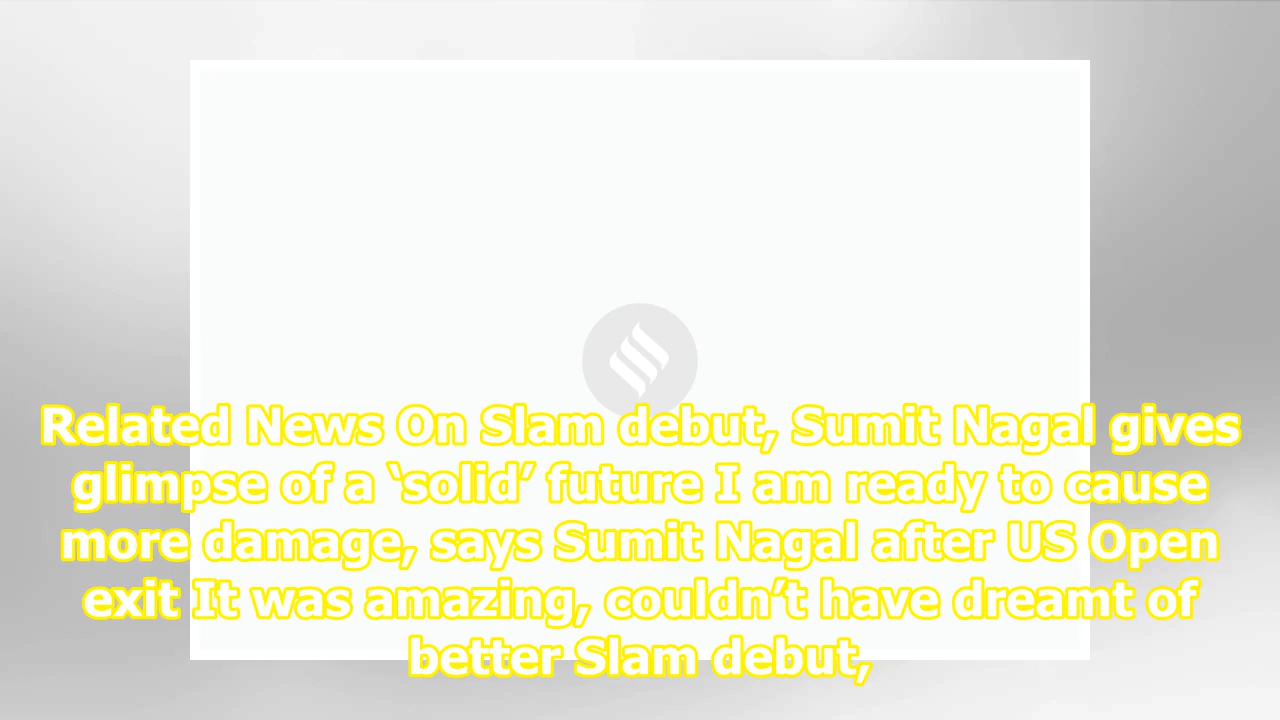 Related News On Slam debut, Sumit Nagal gives
glimpse of a ‘solid’ future I am ready to cause
more damage, says Sumit Nagal after US Open
exit It was amazing, couldn’t have dreamt of
better Slam debut,